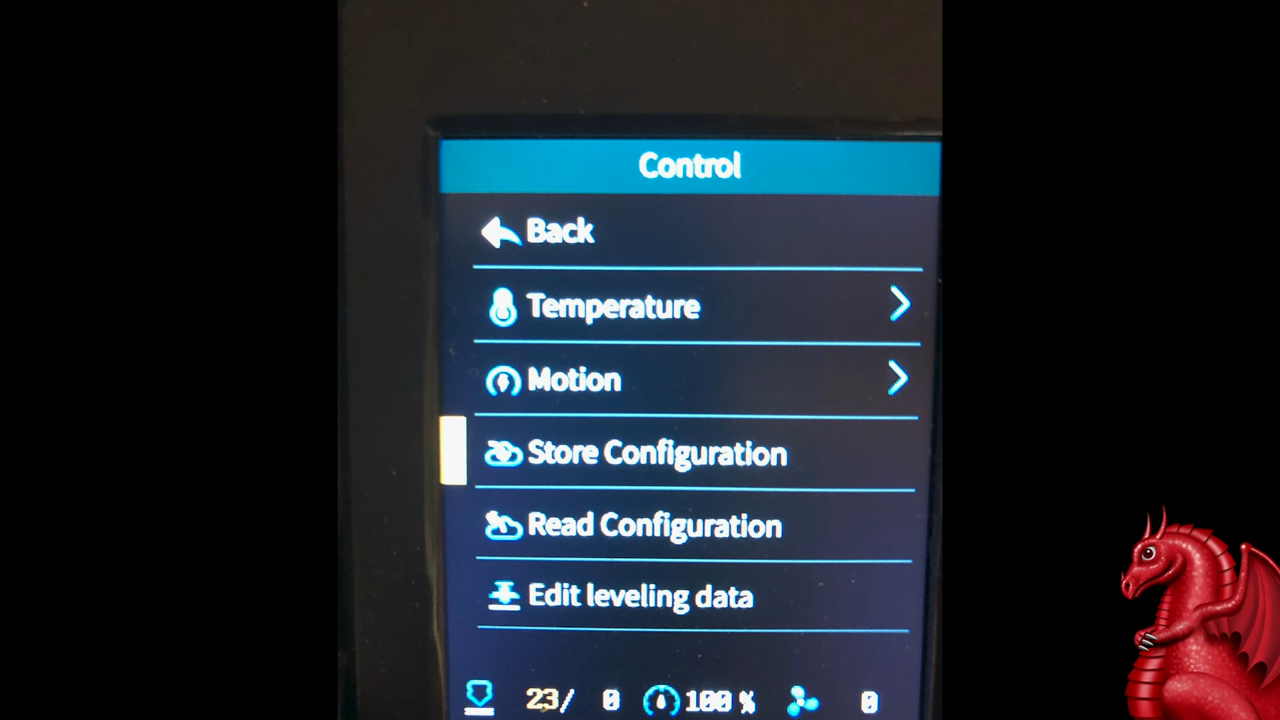 Control
Back
Temperature
Motion
Store Configuration
Read Configuration
Edit leveling data
23/ 0 100 % 0